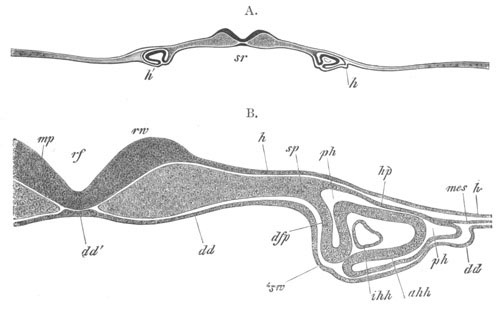 A.
h sr h
B.
mp rf rw h sp ph hp mes h
dd' dd dfp ph dd
sw ihh ahh